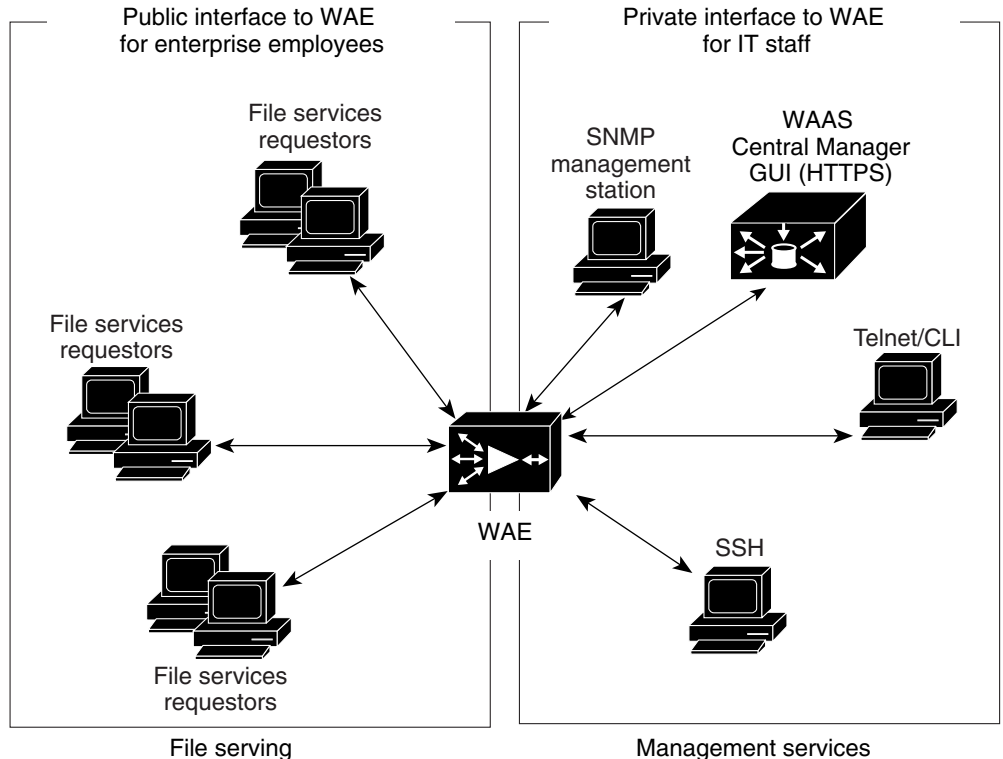 Public interface to WAE
for enterprise employees
Private interface to WAE
for IT staff
File services
requestors
SNMP
management
station
WAAS
Central Manager
GUI (HTTPS)
File services
requestors
Telnet/CLI
WAE
SSH
File services
requestors
File serving
Management services